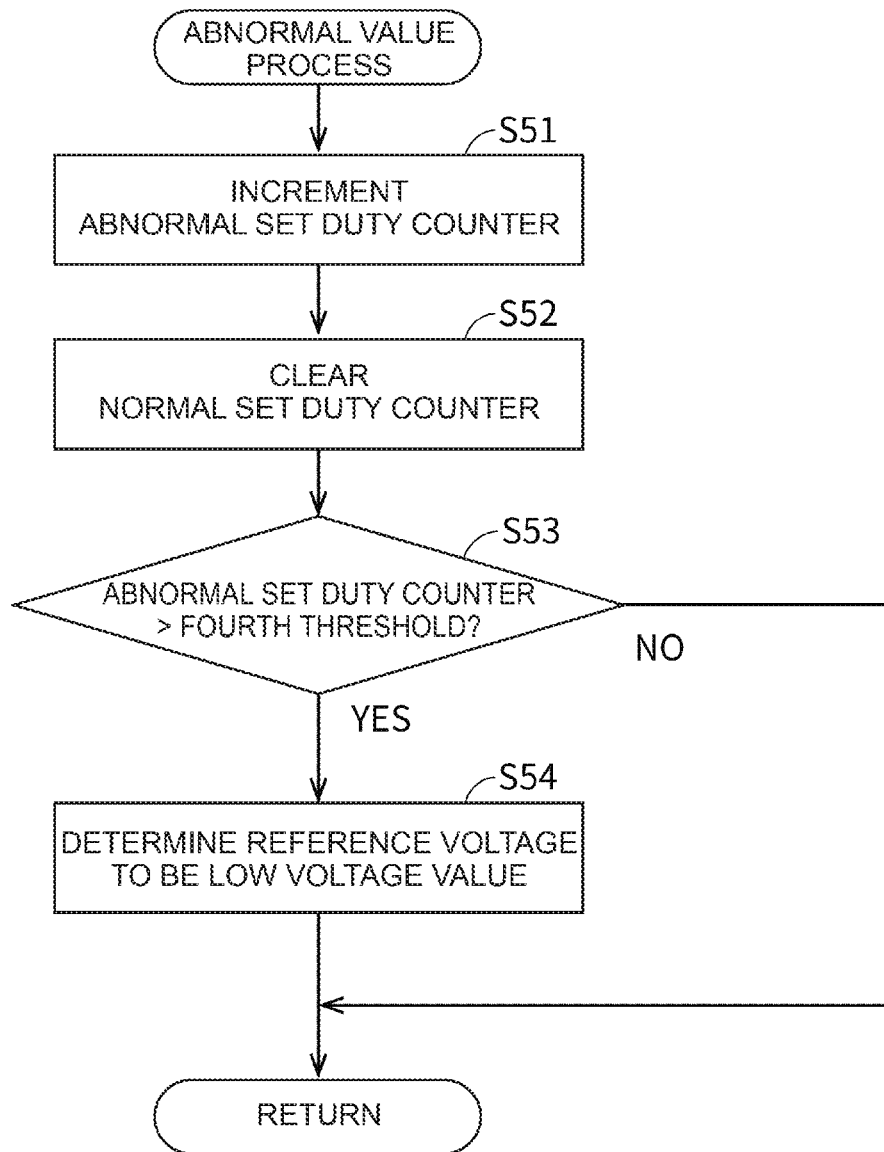 ABNORMAL VALUE
PROCESS
S51
INCREMENT
ABNORMAL SET DUTY COUNTER
S52
CLEAR
NORMAL SET DUTY COUNTER
S53
ABNORMAL SET DUTY COUNTER
> FOURTH THRESHOLD?
NO
YES
S54
DETERMINE REFERENCE VOLTAGE
TO BE LOW VOLTAGE VALUE
RETURN